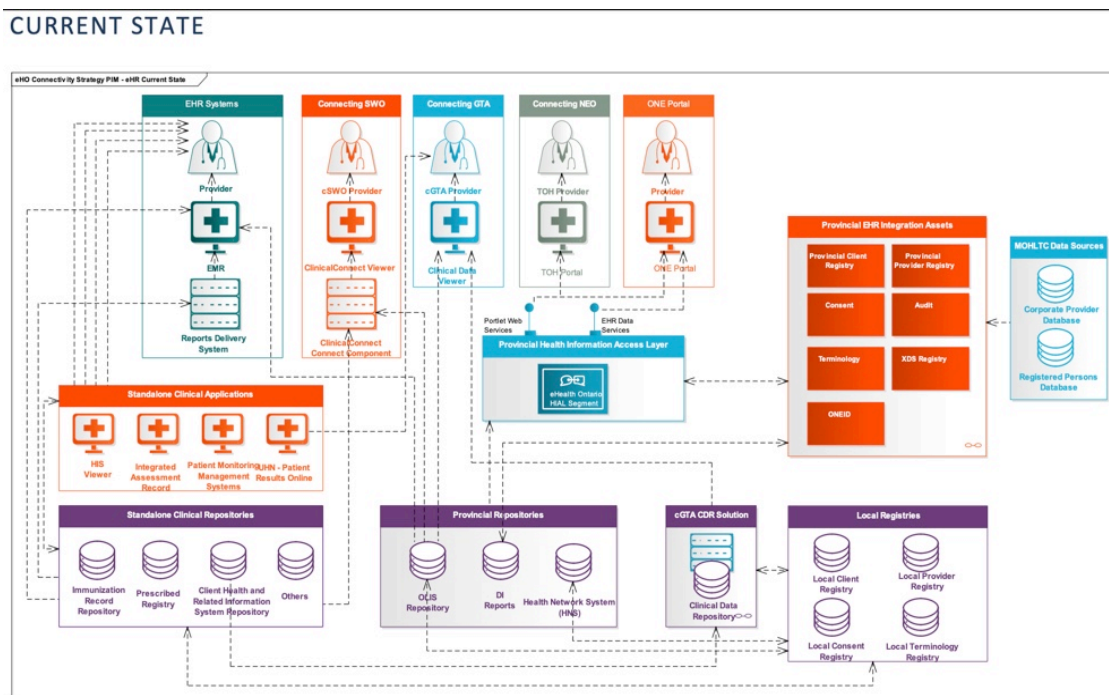 CURRENT STATE
eHO Connectivity Strategy PIM - eHR Current State
EHR Systems
Provider
EMR
Reports Delivery
System
Connecting SWO
cSWO Provider
ClinicalConnect Viewer
ClinicalConnect
Connect Component
Connecting GTA
cGTA Provider
Clinical Data
Viewer
Connecting NEO
TOH Provider
TOH Portal
ONE Portal
Provider
ONE Portal
Portlet Web
Services
EHR Data
Services
Provincial Health Information Access Layer
eHealth Ontario
HIAL Segment
Provincial EHR Integration Assets
Provincial Client
Registry
Provincial
Provider Registry
Consent
Audit
Terminology
XDS Registry
ONEID
MOHLTC Data Sources
Corporate Provider
Database
Registered Persons
Database
Standalone Clinical Applications
HIS
Viewer
Integrated
Assessment
Record
Patient Monitoring
Management
Systems
UHN - Patient
Results Online
Standalone Clinical Repositories
Immunization
Record
Repository
Prescribed
Registry
Client Health and
Related Information
System Repository
Others
Provincial Repositories
OLIS
Repository
DI
Reports
Health Network System
(HNS)
cGTA CDR Solution
Clinical Data
Repository
Local Registries
Local Client
Registry
Local Provider
Registry
Local Consent
Registry
Local Terminology
Registry